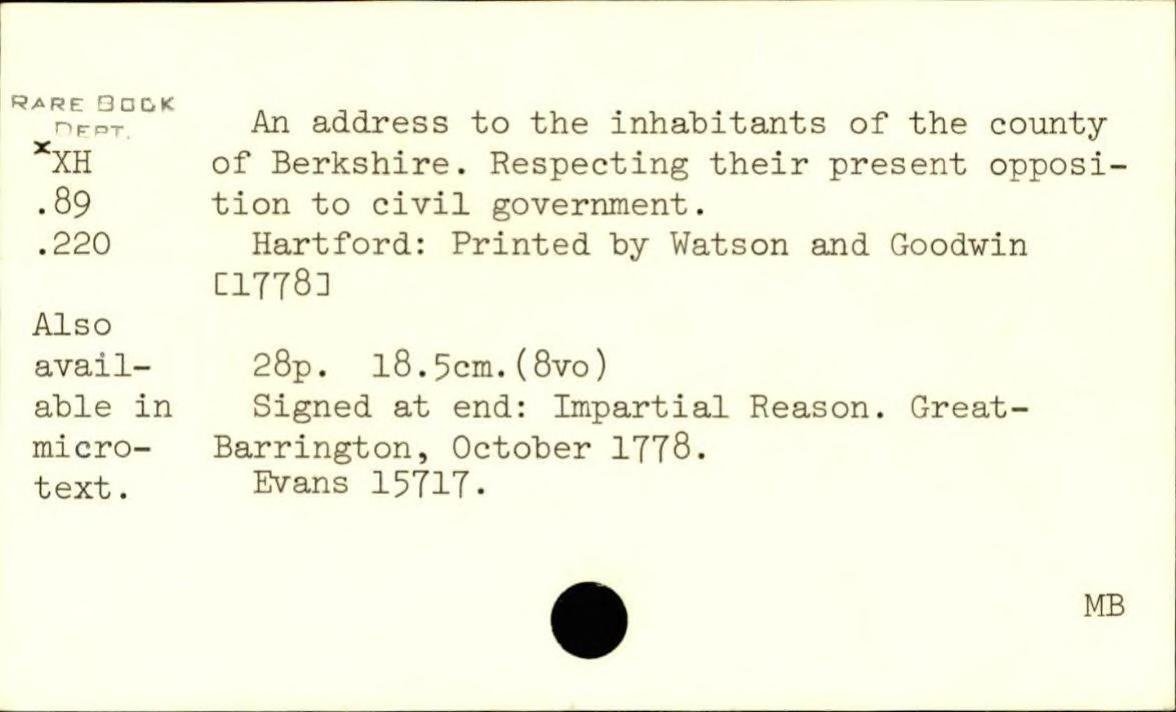 RARE BOOK
DEPT.
xXH
.89
.220
Also
avail-
able in
micro-
text.
An address to the inhabitants of the county
of Berkshire. Respecting their present opposi-
tion to civil government.
Hartford: Printed by Watson and Goodwin
[1778]
28p. 18.5cm.(8vo)
Signed at end: Impartial Reason. Great-
Barrington, October 1778.
Evans 15717.
MB